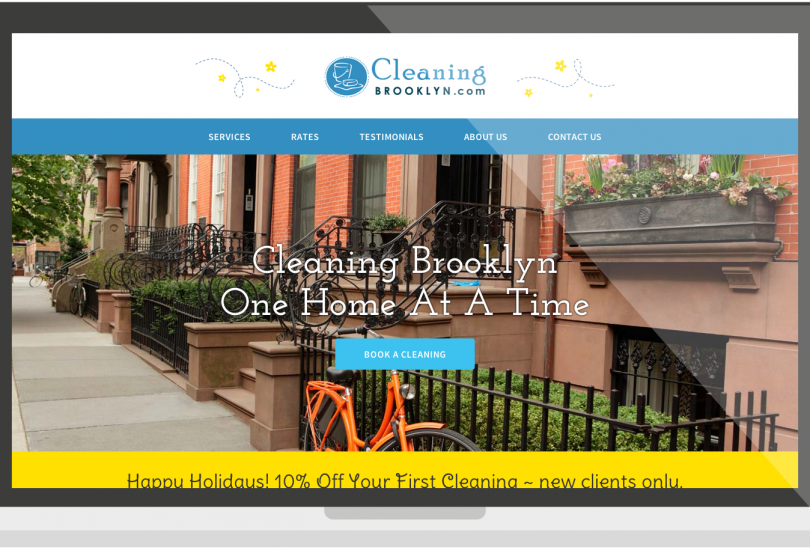 Cleaning
BROOKLYN.com
SERVICES RATES TESTIMONIALS ABOUT US CONTACT US
Cleaning Brooklyn
One Home At A Time
BOOK A CLEANING
Happy Holidays! 10% Off Your First Cleaning ~ new clients only.